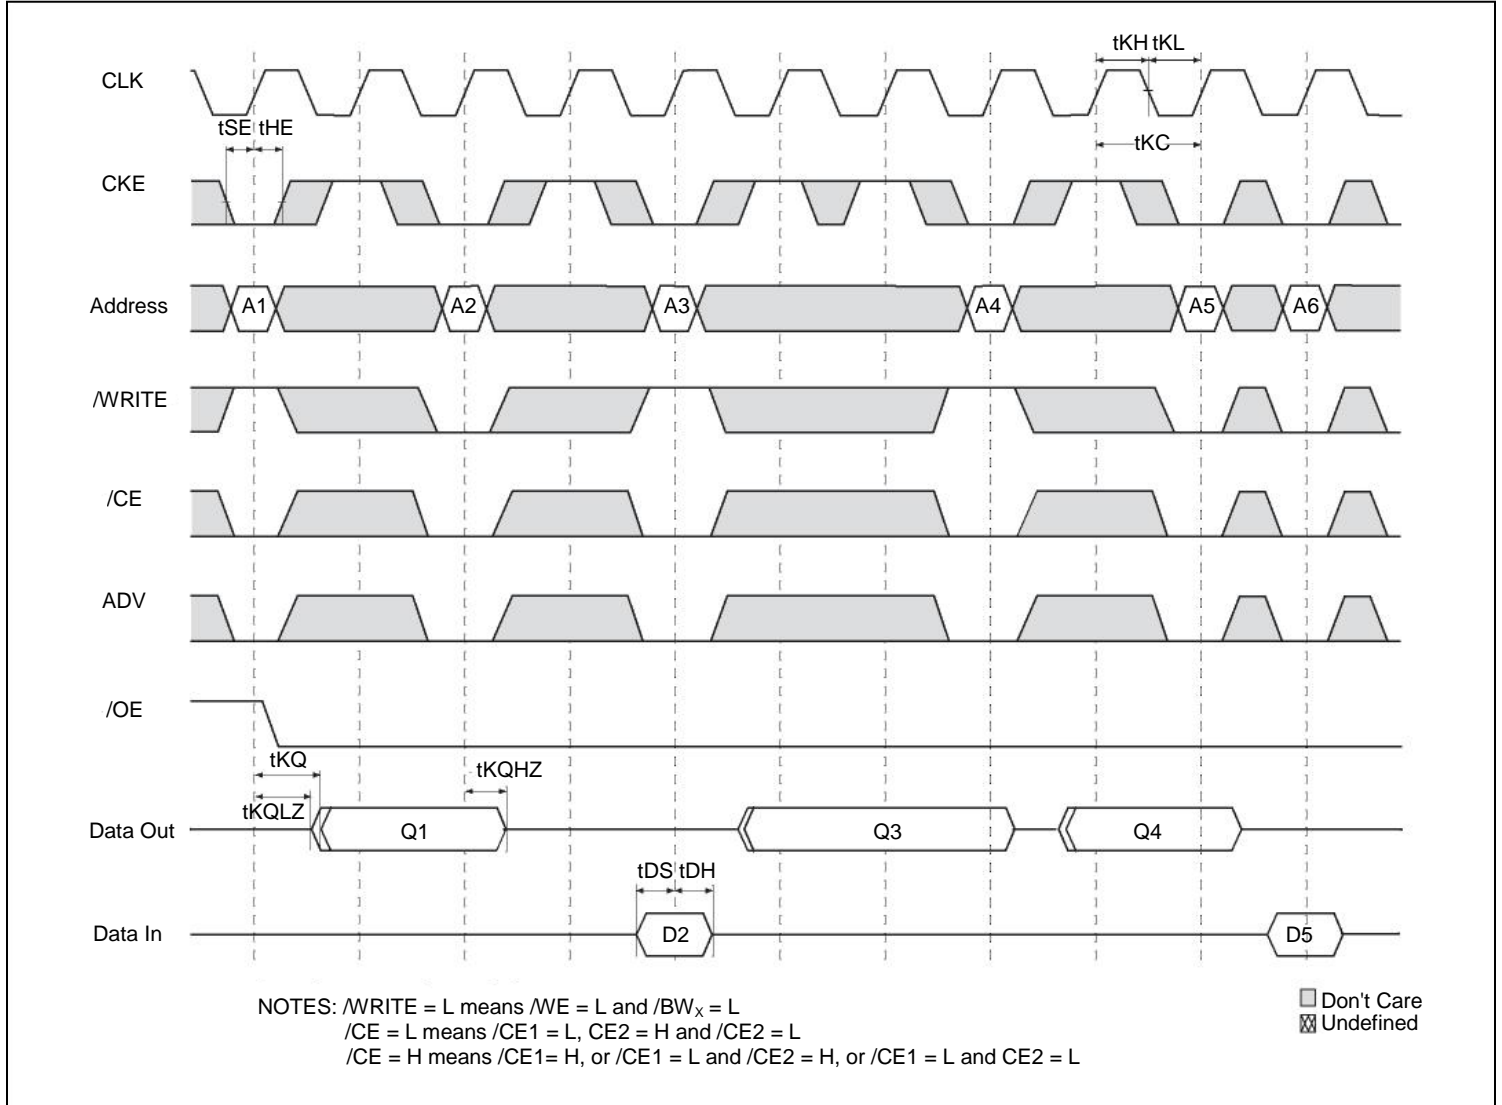 tKH tKL
CLK
tSE tHE
tKC
CKE
Address A1 A2 A3 A4 A5 A6
/WRITE
/CE
ADV
/OE
tKQ
tKQHZ
tKQLZ
Data Out Q1 Q3 Q4
tDS tDH
Data In D2 D5
NOTES: /WRITE = L means /WE = L and /BWX = L
/CE = L means /CE1 = L, CE2 = H and /CE2 = L
/CE = H means /CE1= H, or /CE1 = L and /CE2 = H, or /CE1 = L and CE2 = L
Don't Care
Undefined